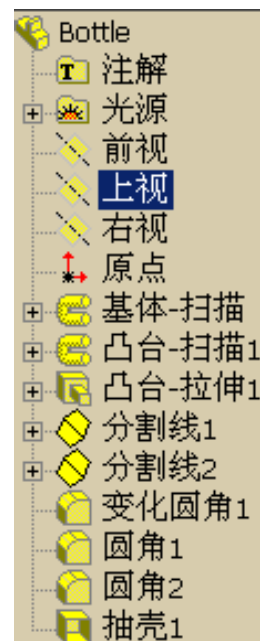 Bottle
注解
光源
前视
上视
右视
原点
基体-扫描
凸台-扫描1
凸台-拉伸1
分割线1
分割线2
变化圆角1
圆角1
圆角2
抽壳1